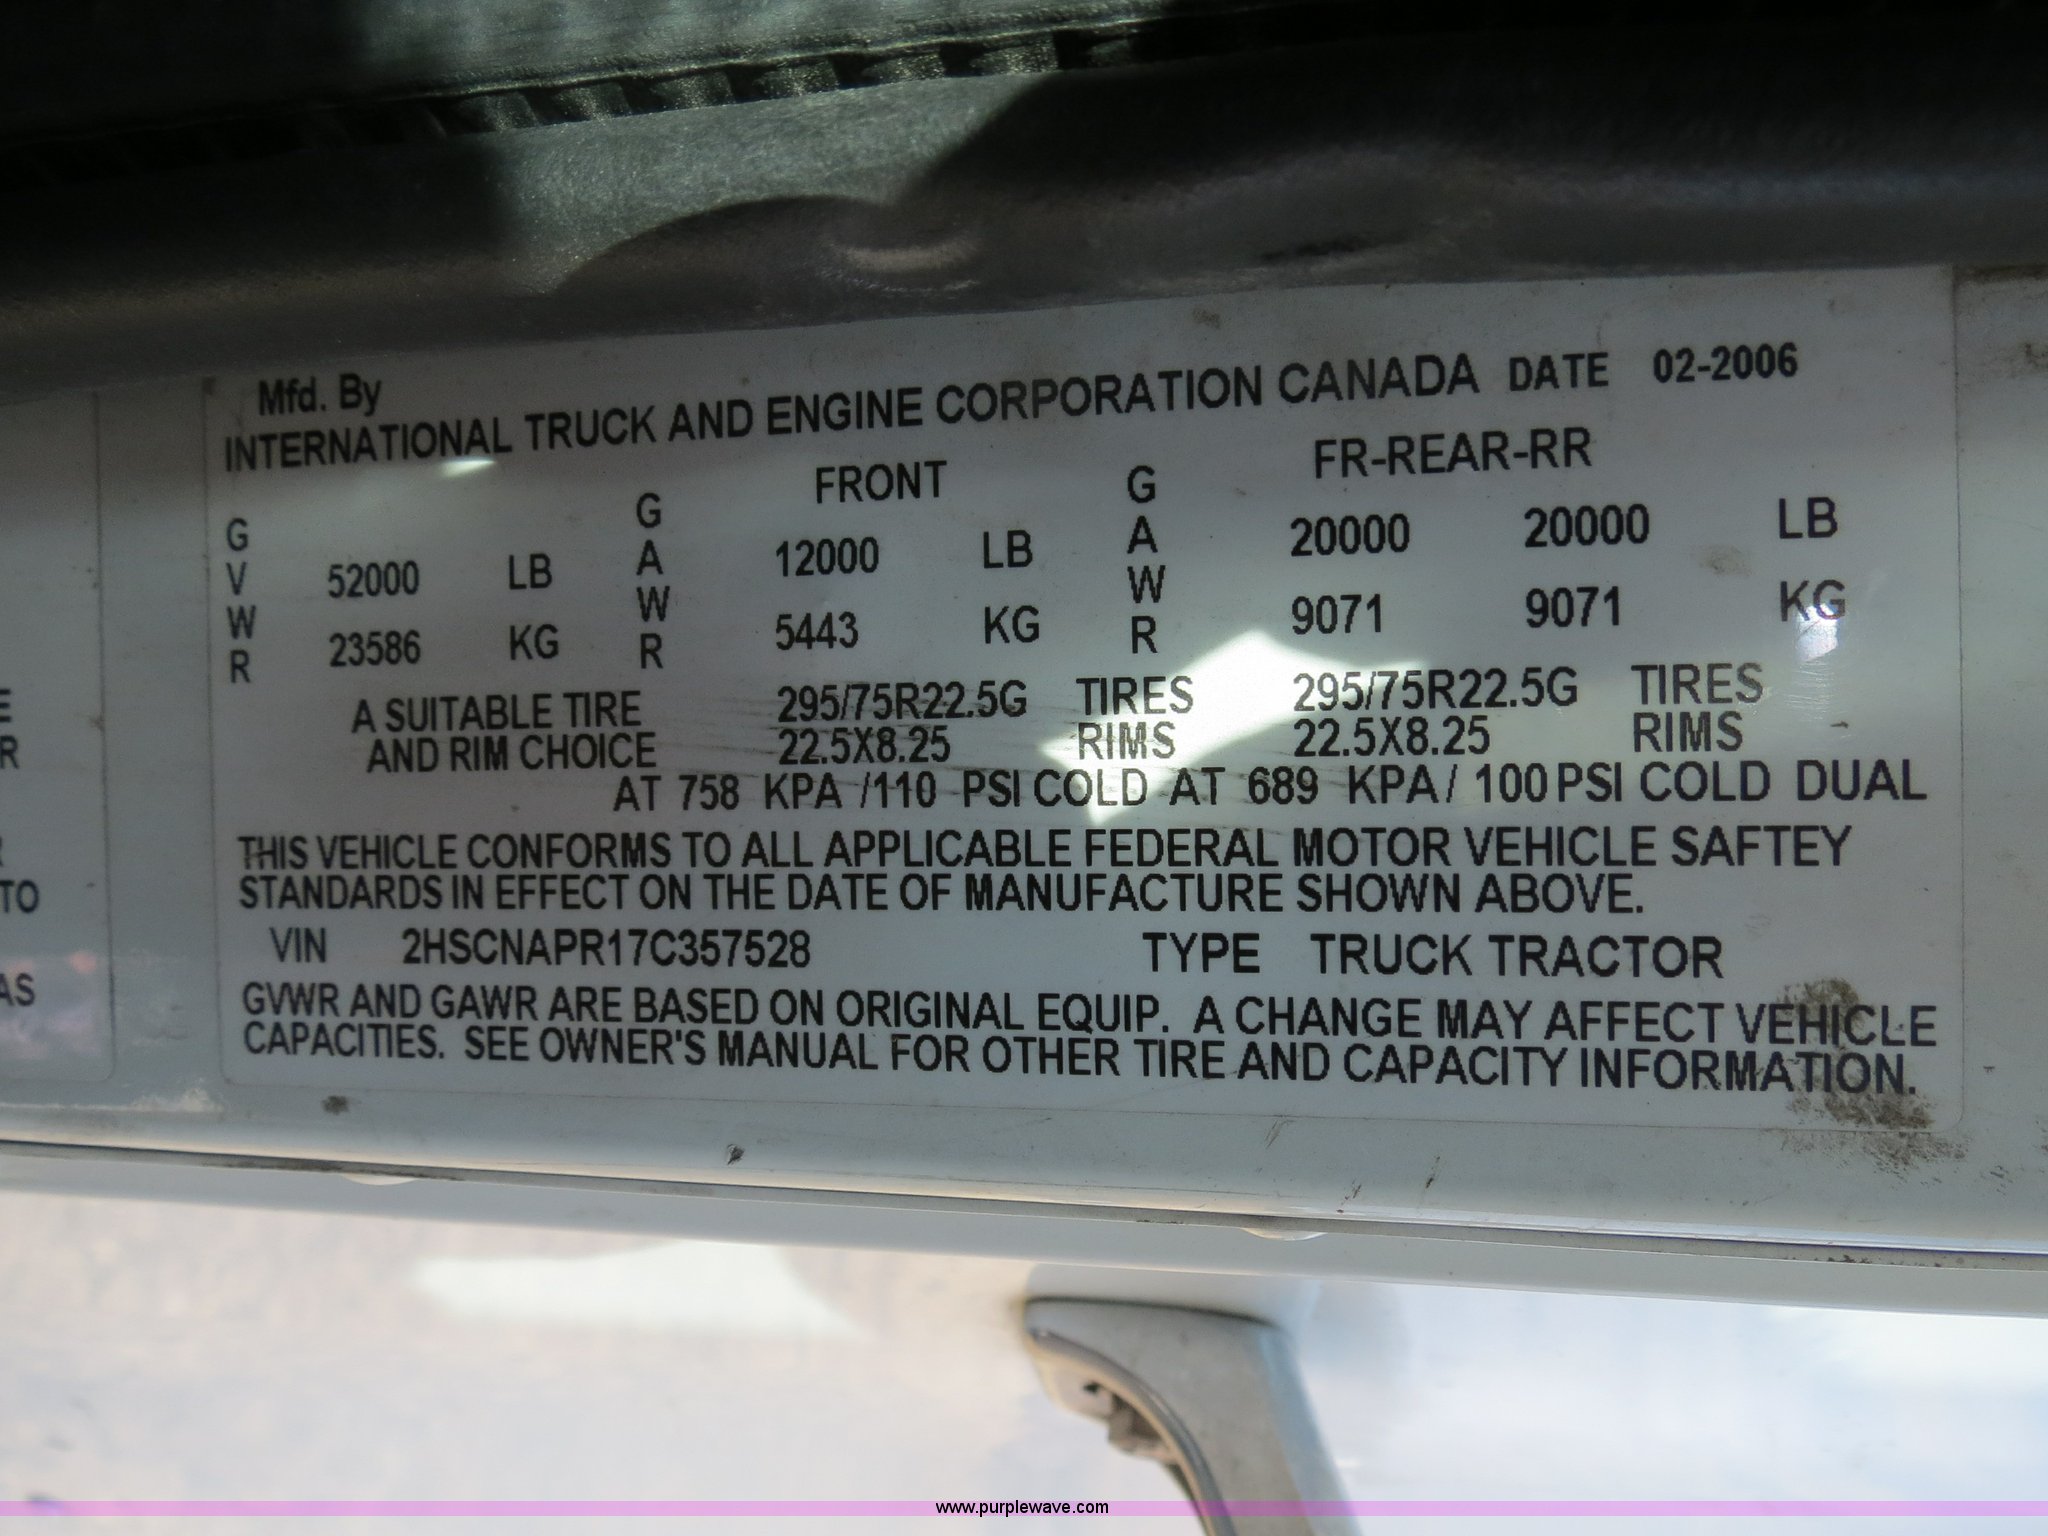 Mfd. By
INTERNATIONAL TRUCK AND ENGINE CORPORATION CANADA DATE 02-2006
FRONT FR-REAR-RR
GVWR 52000 LB GAWR 12000 LB GAWR 20000 20000 LB
23586 KG 5443 KG 9071 9071 KG
A SUITABLE TIRE 295/75R22.5G TIRES 295/75R22.5G TIRES
AND RIM CHOICE 22.5X8.25 RIMS 22.5X8.25 RIMS
AT 758 KPA /110 PSI COLD AT 689 KPA/ 100 PSI COLD DUAL
THIS VEHICLE CONFORMS TO ALL APPLICABLE FEDERAL MOTOR VEHICLE SAFTEY
STANDARDS IN EFFECT ON THE DATE OF MANUFACTURE SHOWN ABOVE.
VIN 2HSCNAPR17C357528 TYPE TRUCK TRACTOR
GVWR AND GAWR ARE BASED ON ORIGINAL EQUIP. A CHANGE MAY AFFECT VEHICLE
CAPACITIES. SEE OWNER'S MANUAL FOR OTHER TIRE AND CAPACITY INFORMATION.
TO
AS
www.purplewave.com